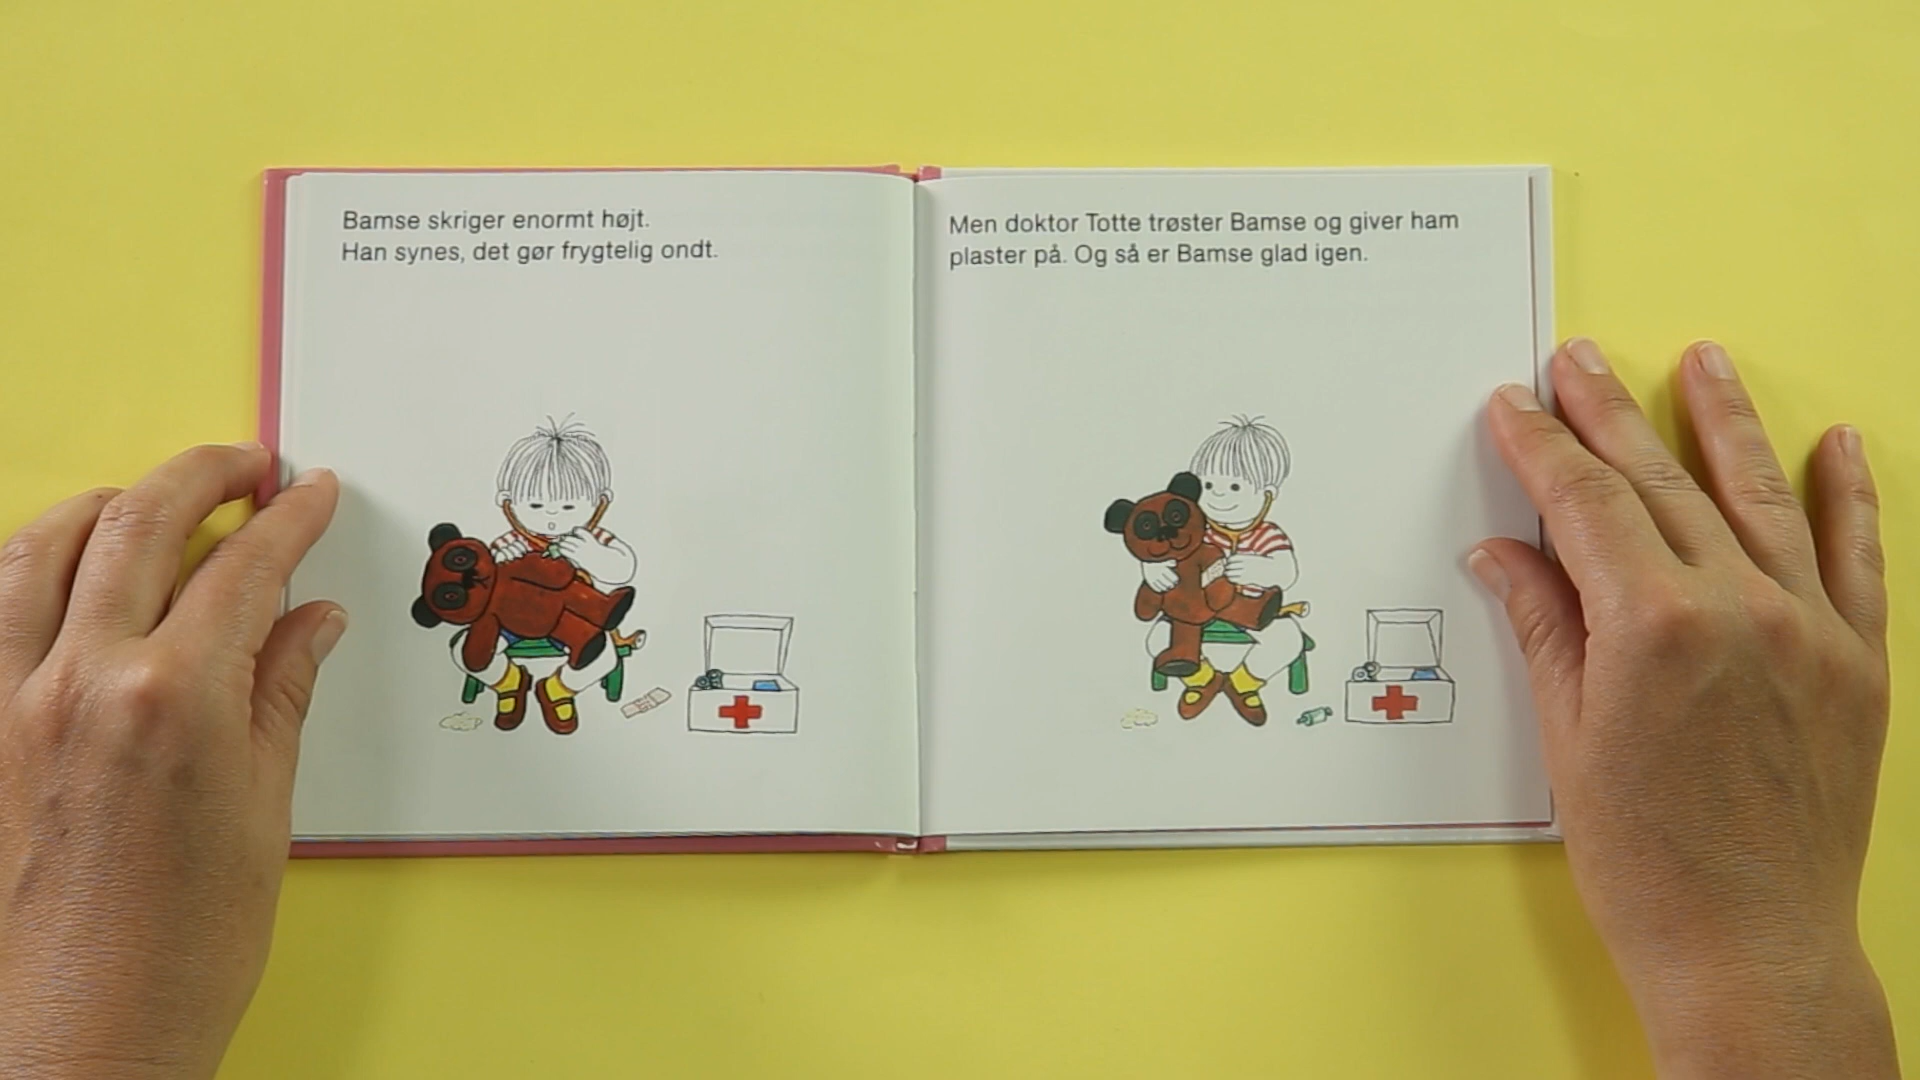 Bamse skriger enormt højt.
Han synes, det gør frygtelig ondt.
Men doktor Totte trøster Bamse og giver ham
plaster på. Og så er Bamse glad igen.